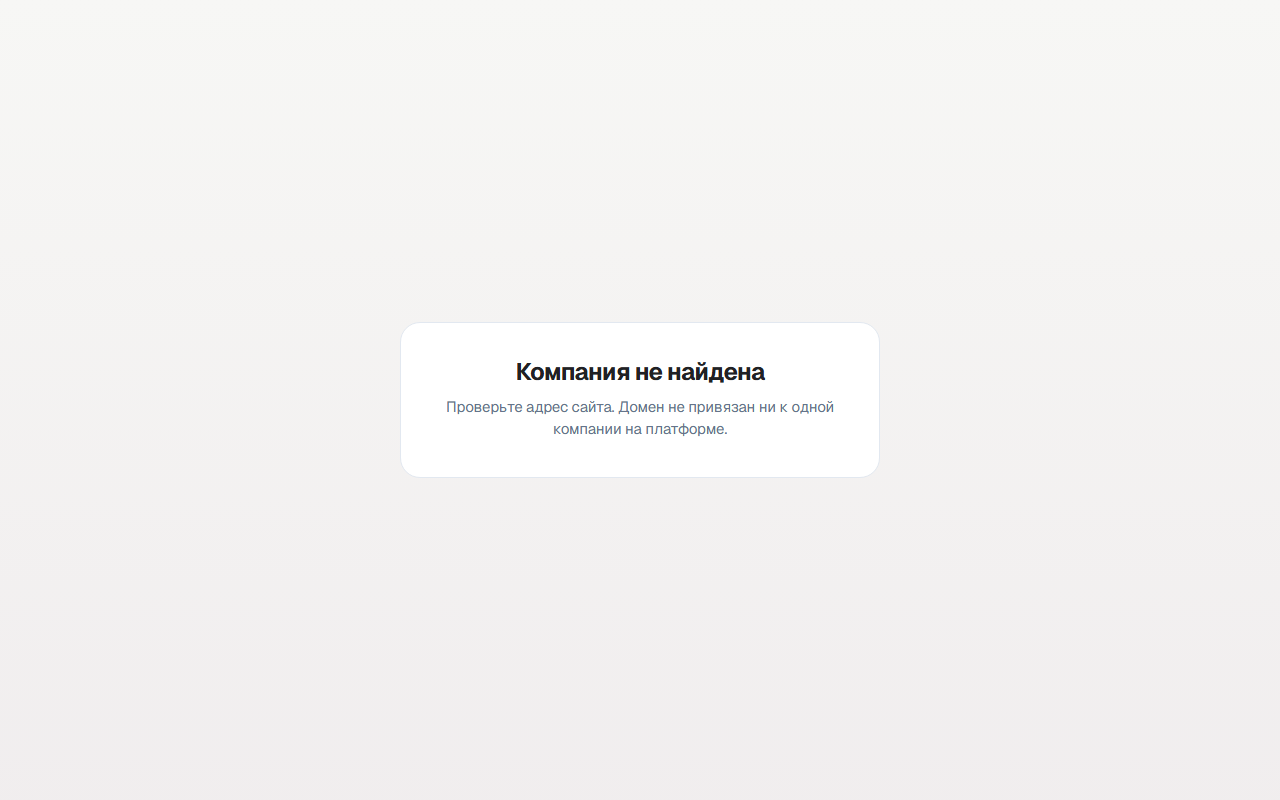 Компания не найдена
Проверьте адрес сайта. Домен не привязан ни к одной
компании на платформе.